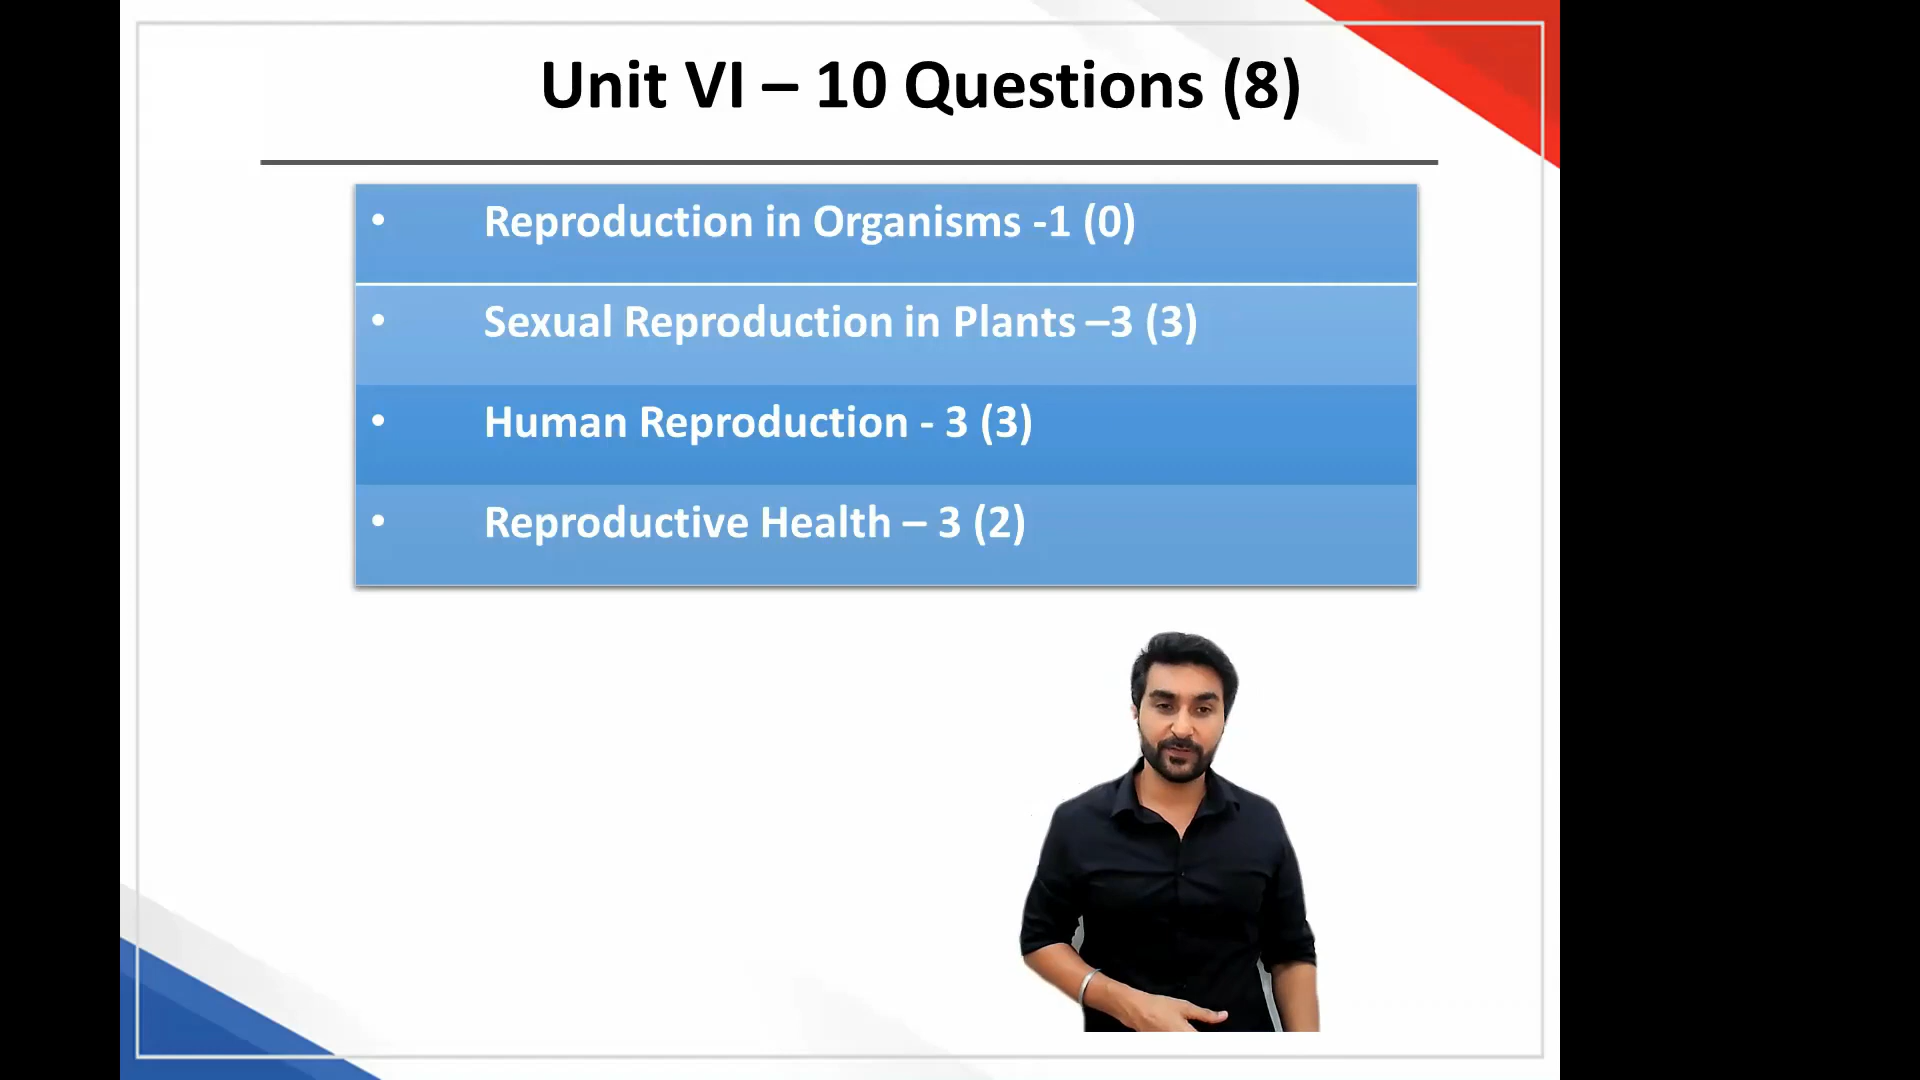 Unit VI – 10 Questions (8)
• Reproduction in Organisms -1 (0)
• Sexual Reproduction in Plants –3 (3)
• Human Reproduction - 3 (3)
• Reproductive Health – 3 (2)